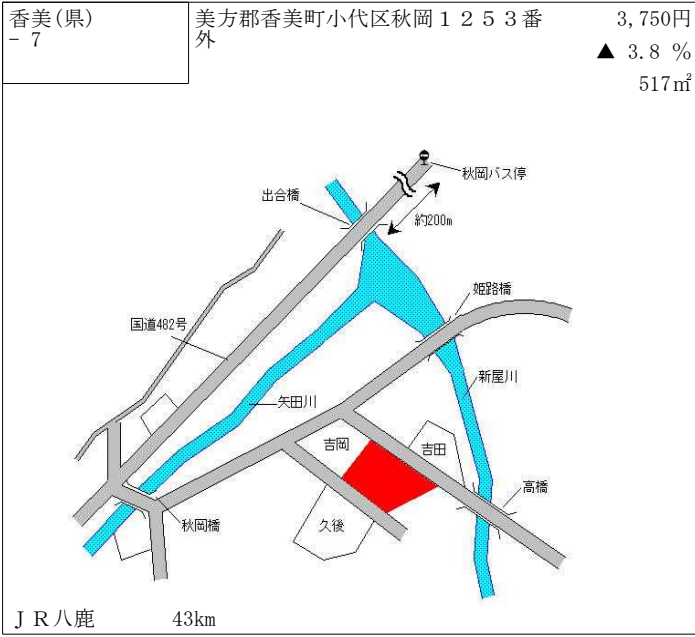 香美(県)
- 7
美方郡香美町小代区秋岡１２５３番
外
3,750円
▲ 3.8 %
517㎡
秋岡バス停
出合橋
約200m
姫路橋
国道482号
新屋川
矢田川
吉岡
吉田
高橋
秋岡橋
久後
ＪＲ八鹿 43km